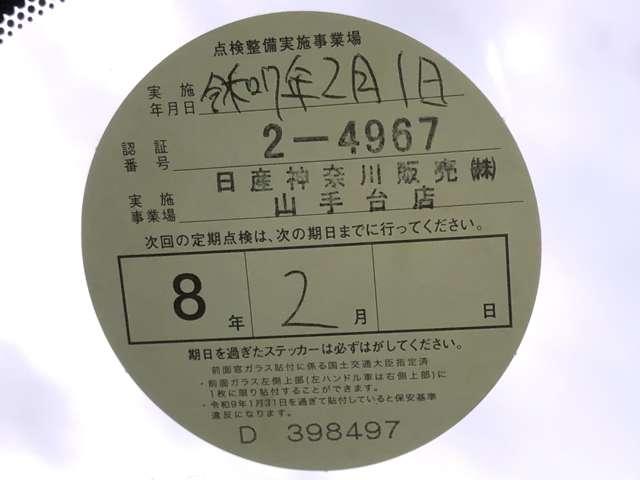 点検整備実施事業場
実施年月日 令和7年2月1日
認証番号 2-4967
実施事業場 日産神奈川販売㈱
山手台店
次回の定期点検は、次の期日までに行ってください。
8年 2月 日
期日を過ぎたステッカーは必ずはがしてください。
前面窓ガラス貼付に係る国土交通大臣指定済
・前面ガラス左側上部(左ハンドル車は右側上部)に
1枚に限り貼付することができます。
・令和9年1月31日を過ぎて貼付していると保安基準
違反になります。
D 398497